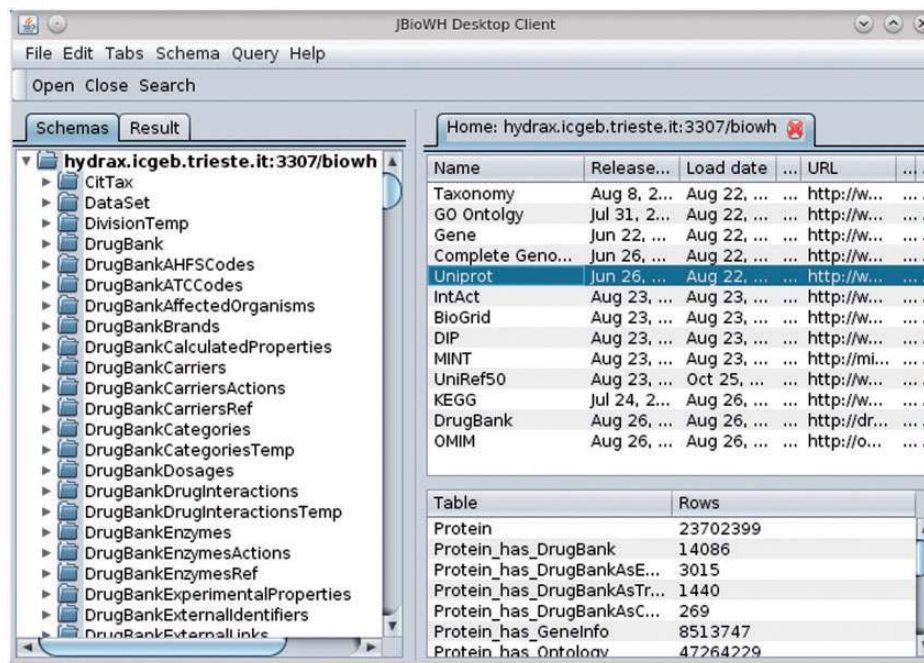 JBioWH Desktop Client
File Edit Tabs Schema Query Help
Open Close Search
Schemas Result
hydrax.icgeb.trieste.it:3307/biowh
CitTax
DataSet
DivisionTemp
DrugBank
DrugBankAHFSCodes
DrugBankATCCodes
DrugBankAffectedOrganisms
DrugBankBrands
DrugBankCalculatedProperties
DrugBankCarriers
DrugBankCarriersActions
DrugBankCarriersRef
DrugBankCategories
DrugBankCategoriesTemp
DrugBankDosages
DrugBankDrugInteractions
DrugBankDrugInteractionsTemp
DrugBankEnzymes
DrugBankEnzymesActions
DrugBankEnzymesRef
DrugBankExperimentalProperties
DrugBankExternalIdentifiers
DrugBankExternalLinks
Home: hydrax.icgeb.trieste.it:3307/biowh
Name Release... Load date ... URL ...
Taxonomy Aug 8, 2... Aug 22, ... ... http://w... ...
GO Ontolgy Jul 31, 2... Aug 22, ... ... http://w... ...
Gene Jun 22, ... Aug 22, ... ... http://w... ...
Complete Geno... Jun 26, ... Aug 22, ... ... http://w... ...
Uniprot Jun 26, ... Aug 22, ... ... http://w... ...
IntAct Aug 23, ... Aug 23, ... ... http://w... ...
BioGrid Aug 23, ... Aug 23, ... ... http://w... ...
DIP Aug 23, ... Aug 23, ... ... http://w... ...
MINT Aug 23, ... Aug 23, ... ... http://mi... ...
UniRef50 Aug 23, ... Oct 25, ... ... http://w... ...
KEGG Jul 24, 2... Aug 26, ... ... http://w... ...
DrugBank Aug 26, ... Aug 26, ... ... http://dr... ...
OMIM Aug 26, ... Aug 26, ... ... http://o... ...
Table Rows
Protein 23702399
Protein_has_DrugBank 14086
Protein_has_DrugBankAsE... 3015
Protein_has_DrugBankAsTr... 1440
Protein_has_DrugBankAsC... 269
Protein_has_GeneInfo 8513747
Protein_has_Ontology 47264229